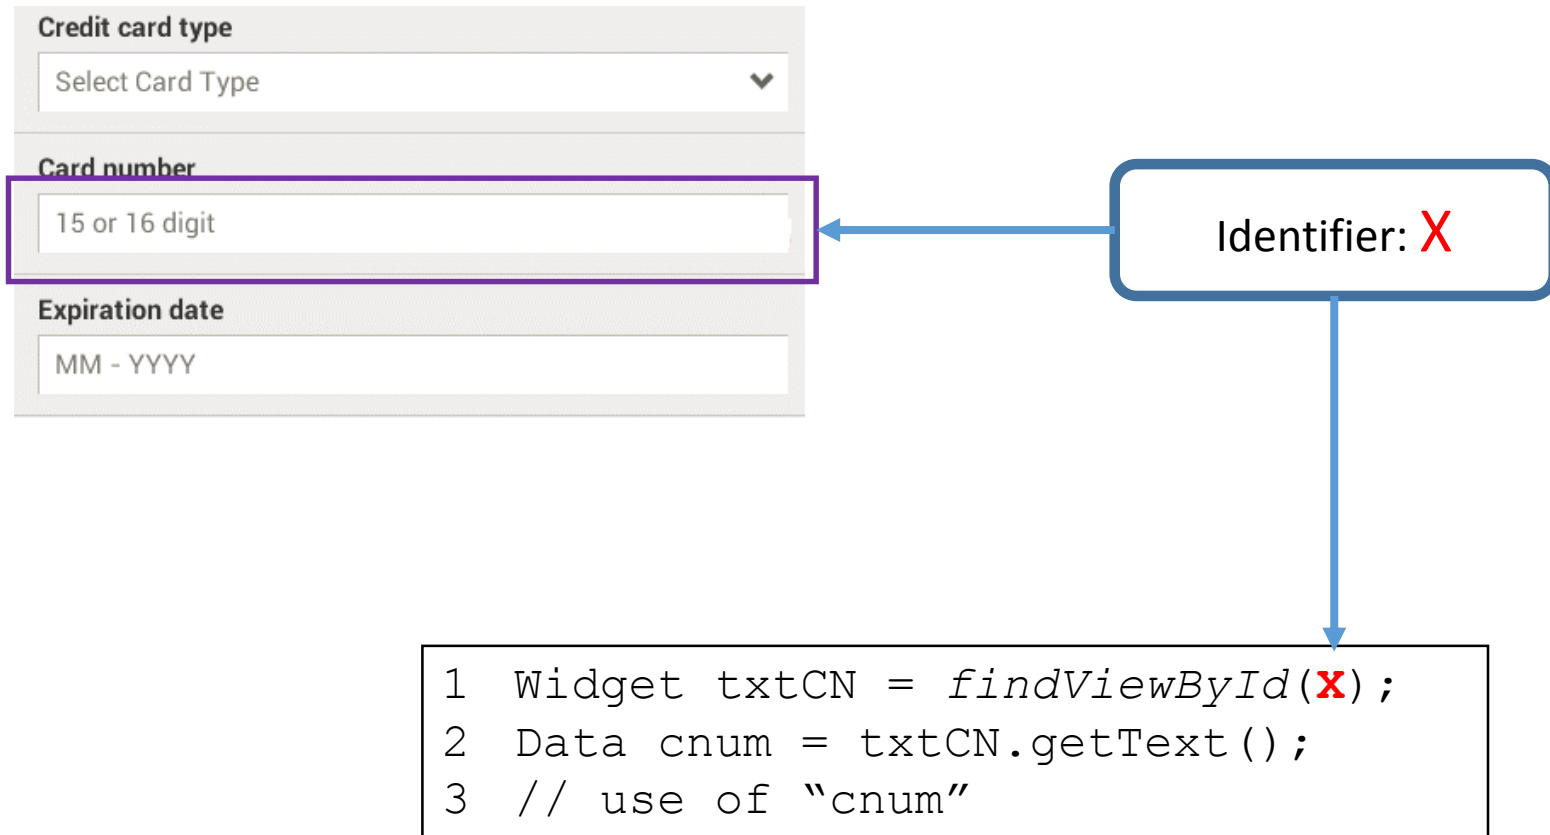 Credit card type
Select Card Type
Card number
15 or 16 digit
Identifier: X
Expiration date
MM - YYYY
1 Widget txtCN = findViewById(X);
2 Data cnum = txtCN.getText();
3 // use of “cnum”